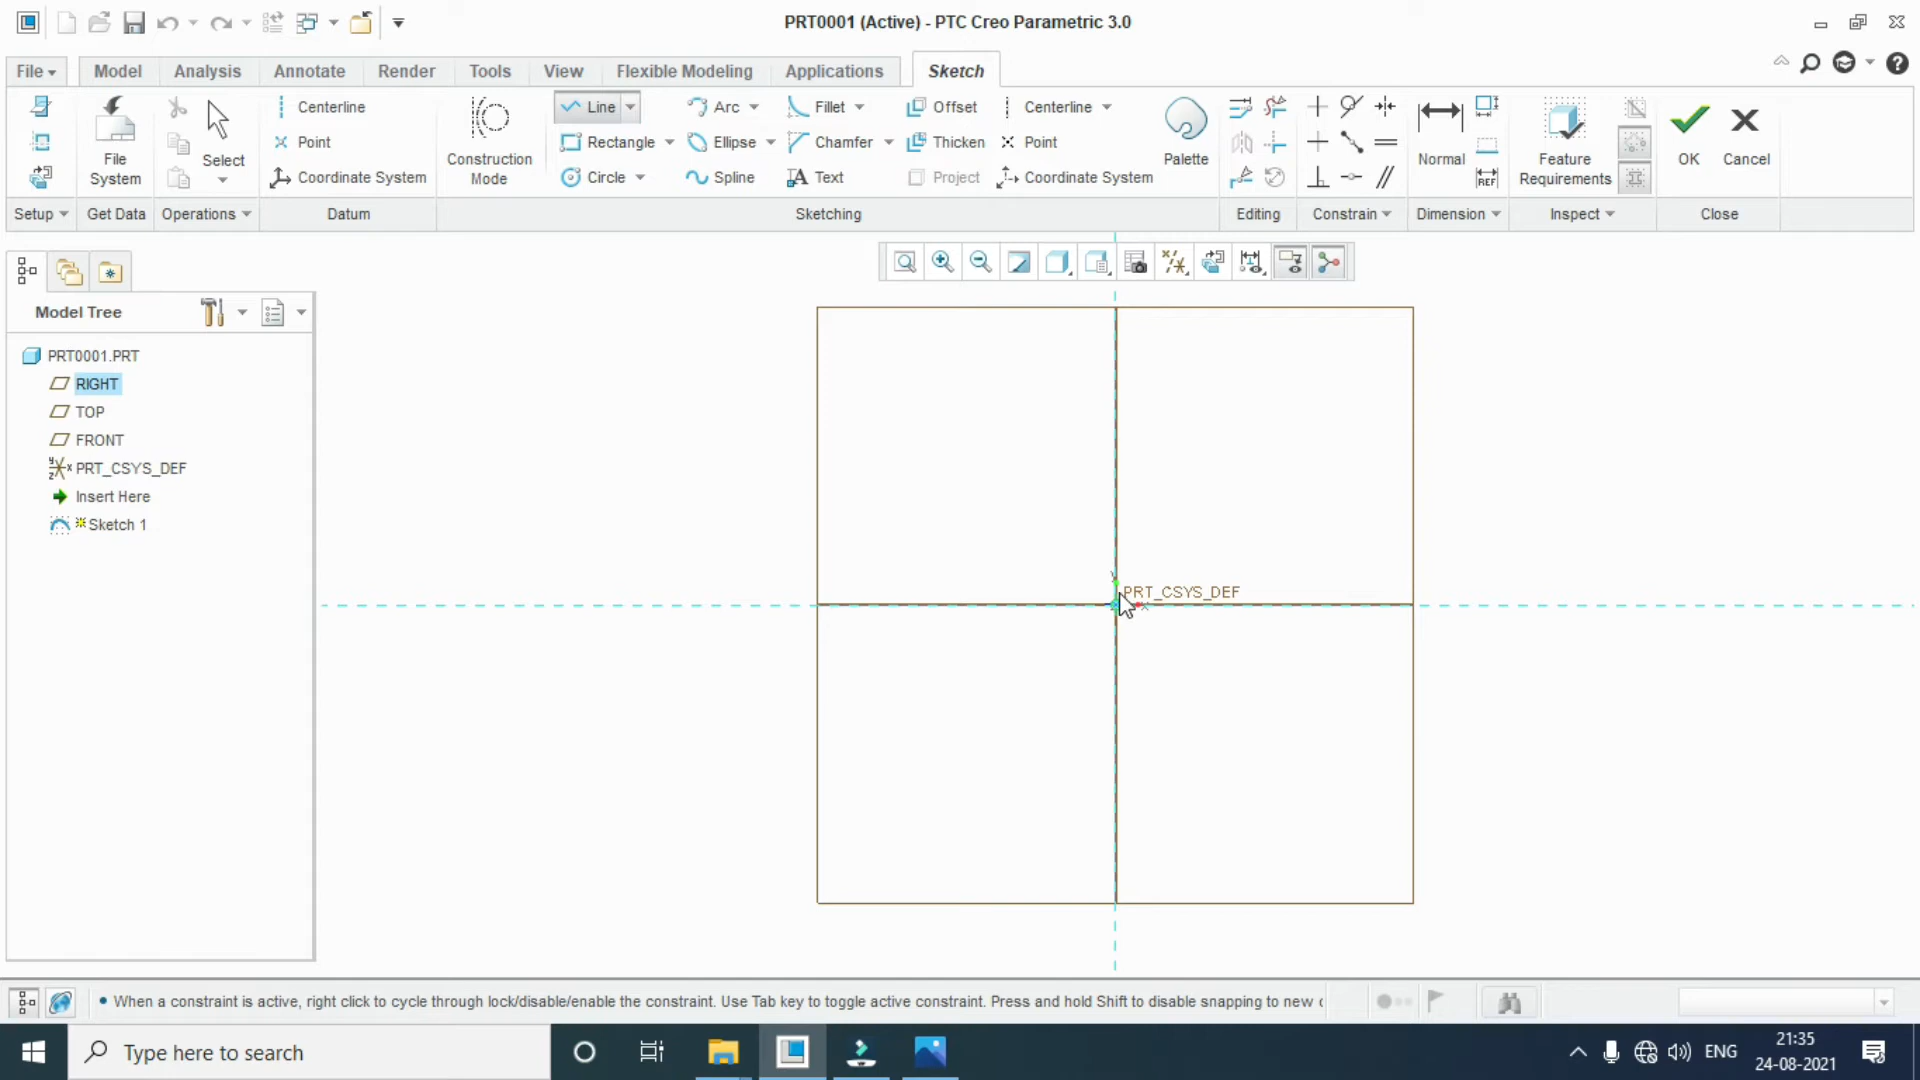 PRT0001 (Active) - PTC Creo Parametric 3.0
File Model Analysis Annotate Render Tools View Flexible Modeling Applications Sketch
Centerline Line Arc Fillet Offset Centerline
Point Rectangle Ellipse Chamfer Thicken Point
File System Select Construction Mode Palette Normal Feature Requirements OK Cancel
Coordinate System Circle Spline Text Project Coordinate System
REF
Setup Get Data Operations Datum Sketching Editing Constrain Dimension Inspect Close
Model Tree
PRT0001.PRT
RIGHT
TOP
FRONT
PRT_CSYS_DEF
Insert Here
Sketch 1
PRT_CSYS_DEF
• When a constraint is active, right click to cycle through lock/disable/enable the constraint. Use Tab key to toggle active constraint. Press and hold Shift to disable snapping to new
Type here to search
ENG
21:35
24-08-2021